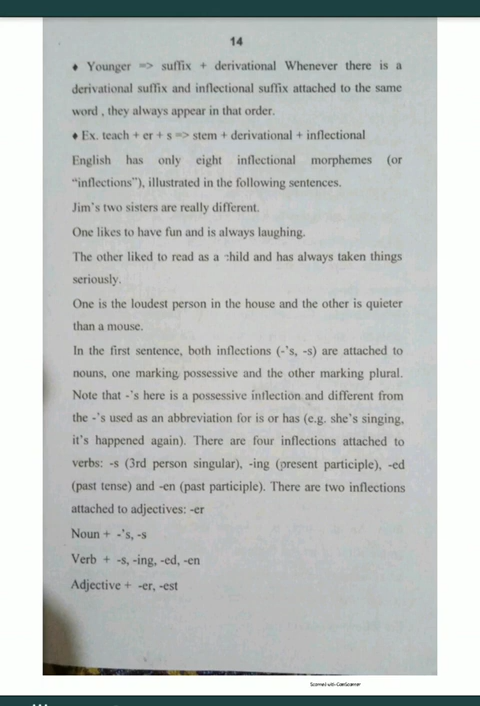 14
♦ Younger => suffix + derivational Whenever there is a
derivational suffix and inflectional suffix attached to the same
word , they always appear in that order.
♦ Ex. teach + er + s => stem + derivational + inflectional
English has only eight inflectional morphemes (or
“inflections”), illustrated in the following sentences.
Jim’s two sisters are really different.
One likes to have fun and is always laughing.
The other liked to read as a child and has always taken things
seriously.
One is the loudest person in the house and the other is quieter
than a mouse.
In the first sentence, both inflections (-’s, -s) are attached to
nouns, one marking possessive and the other marking plural.
Note that -’s here is a possessive inflection and different from
the -’s used as an abbreviation for is or has (e.g. she’s singing,
it’s happened again). There are four inflections attached to
verbs: -s (3rd person singular), -ing (present participle), -ed
(past tense) and -en (past participle). There are two inflections
attached to adjectives: -er
Noun + -’s, -s
Verb + -s, -ing, -ed, -en
Adjective + -er, -est
Scanned with CamScanner